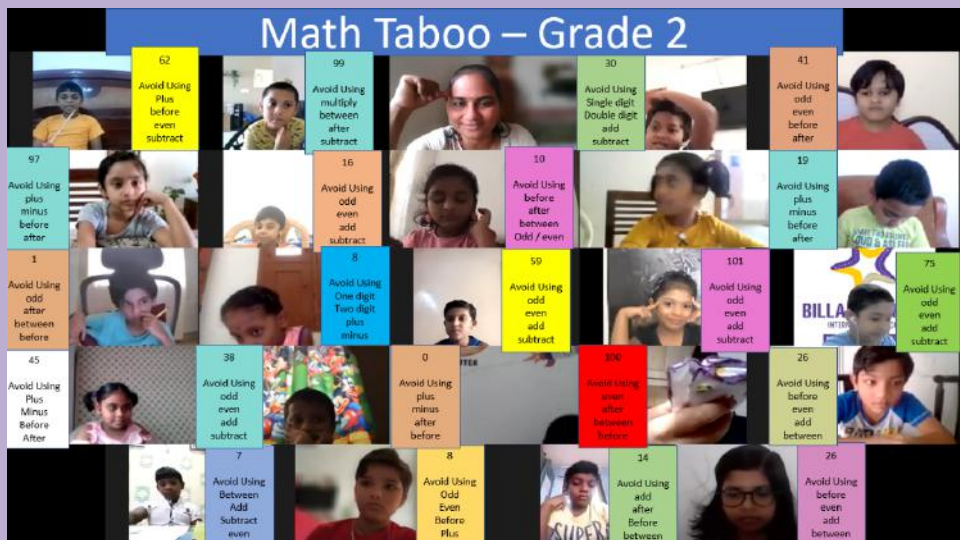 Math Taboo – Grade 2
62
Avoid Using
Plus
before
even
subtract
99
Avoid Using
multiply
between
after
subtract
30
Avoid Using
Single digit
Double digit
add
subtract
41
Avoid Using
odd
even
before
after
97
Avoid Using
plus
minus
before
after
16
Avoid Using
odd
even
add
subtract
10
Avoid Using
before
after
between
Odd / even
19
Avoid Using
plus
minus
before
after
1
Avoid Using
odd
after
between
before
8
Avoid Using
One digit
Two digit
plus
minus
59
Avoid Using
odd
even
add
subtract
101
Avoid Using
odd
even
add
subtract
BILLA
INTERN
75
Avoid Using
odd
even
add
subtract
45
Avoid Using
Plus
Minus
Before
After
38
Avoid Using
odd
even
add
subtract
0
Avoid Using
plus
minus
after
before
TER
100
Avoid Using
even
after
between
before
26
Avoid Using
before
even
add
between
7
Avoid Using
Between
Add
Subtract
even
8
Avoid Using
Odd
Even
Before
Plus
SUPER
14
Avoid Using
add
after
Before
between
26
Avoid Using
before
even
add
between